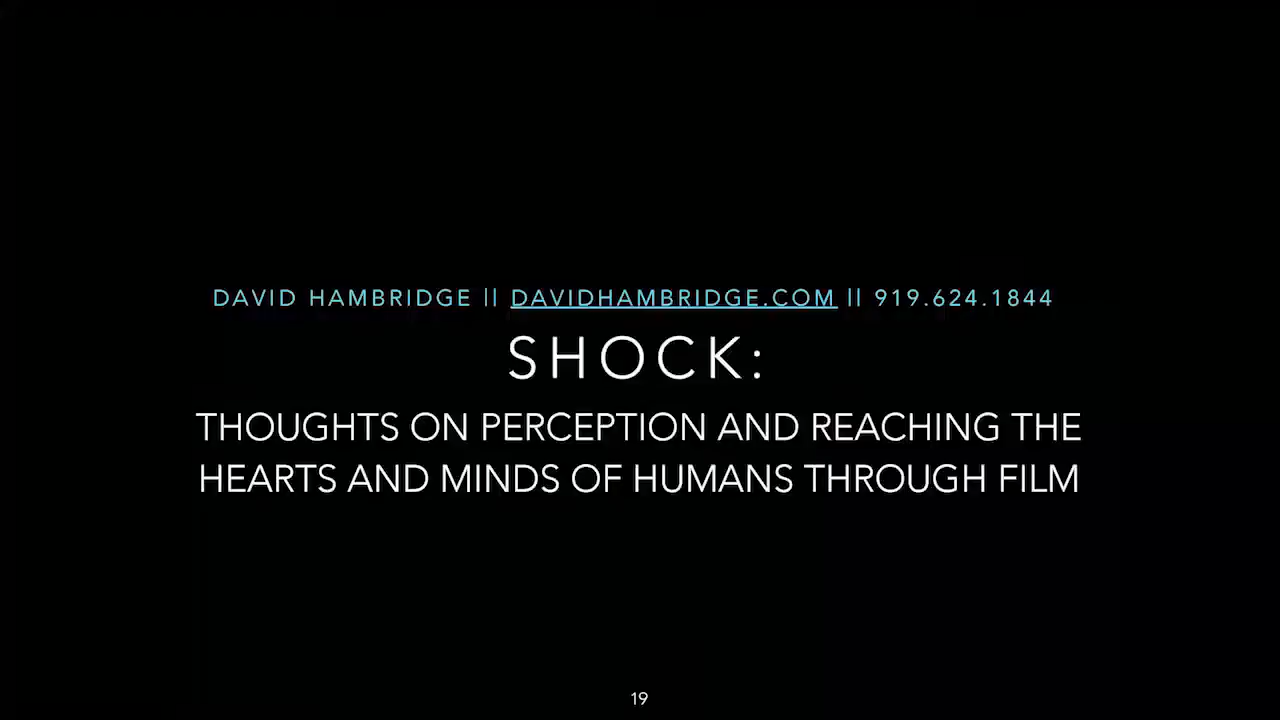 DAVID HAMBRIDGE || DAVIDHAMBRIDGE.COM || 919.624.1844
SHOCK:
THOUGHTS ON PERCEPTION AND REACHING THE
HEARTS AND MINDS OF HUMANS THROUGH FILM
19